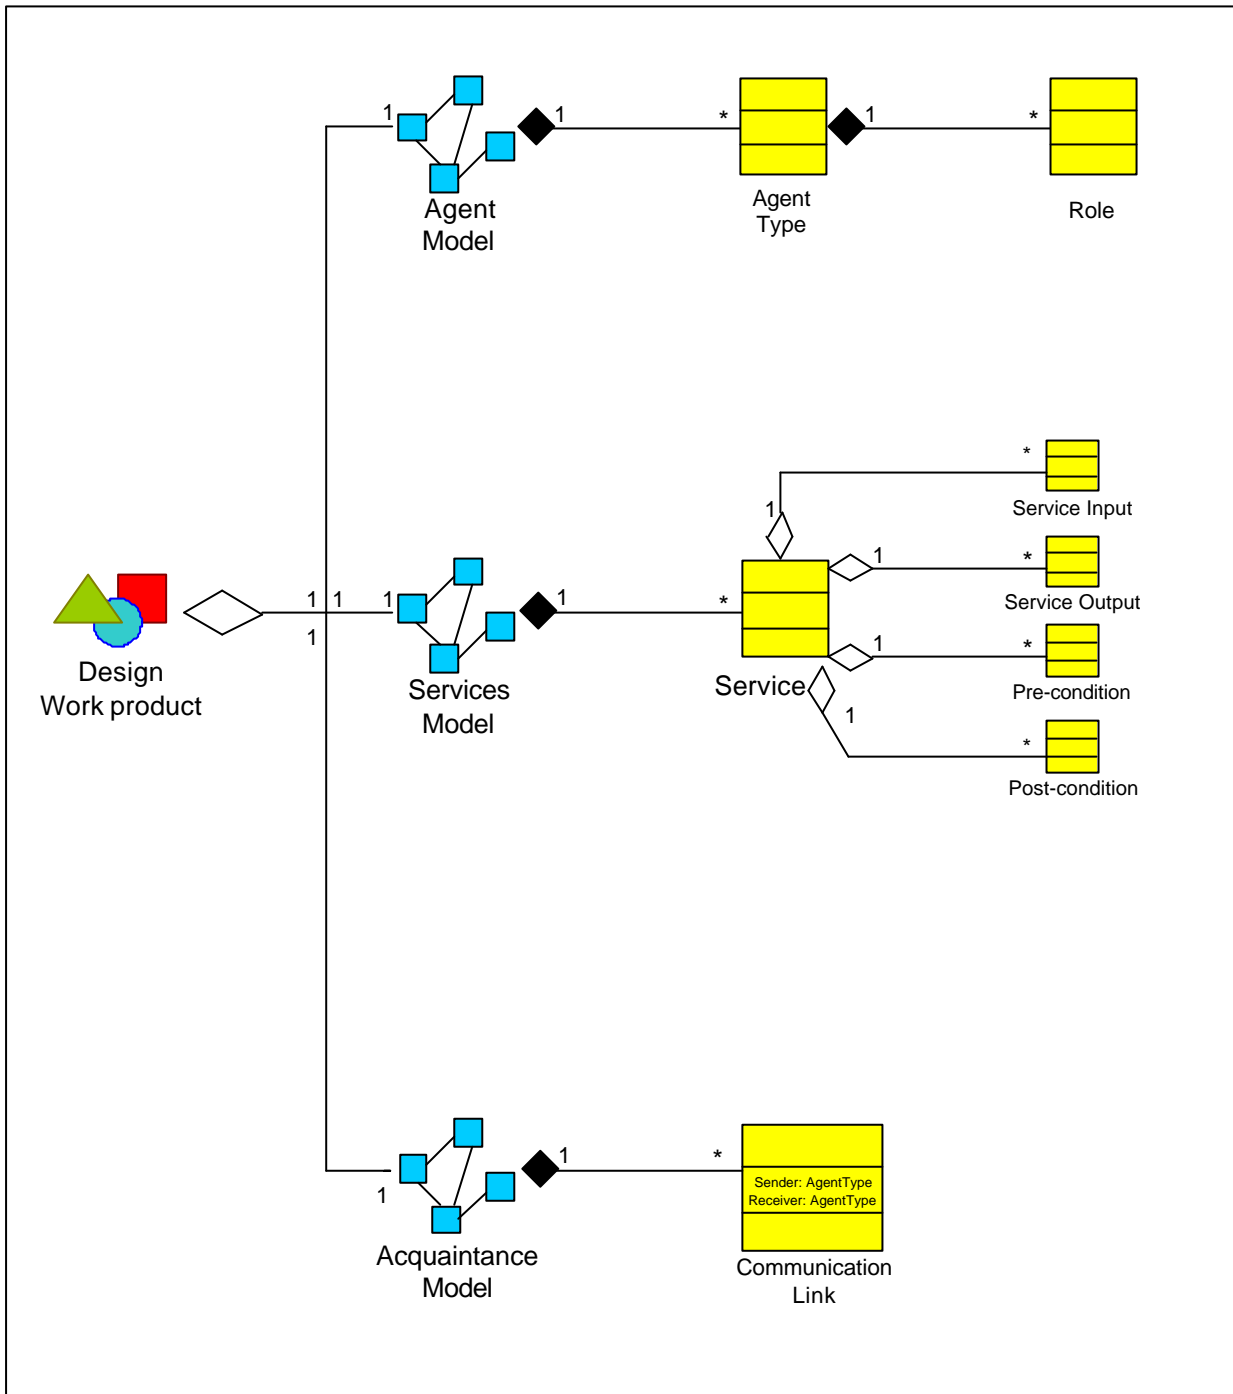 1
1
*
1
*
Agent
Model
Agent
Type
Role
*
Service Input
1
1
*
Service Output
1 1 1
1
1
*
1
*
Pre-condition
Design
Work product
Services
Model
Service
1
*
Post-condition
1
1
*
Sender: AgentType
Receiver: AgentType
Acquaintance
Model
Communication
Link